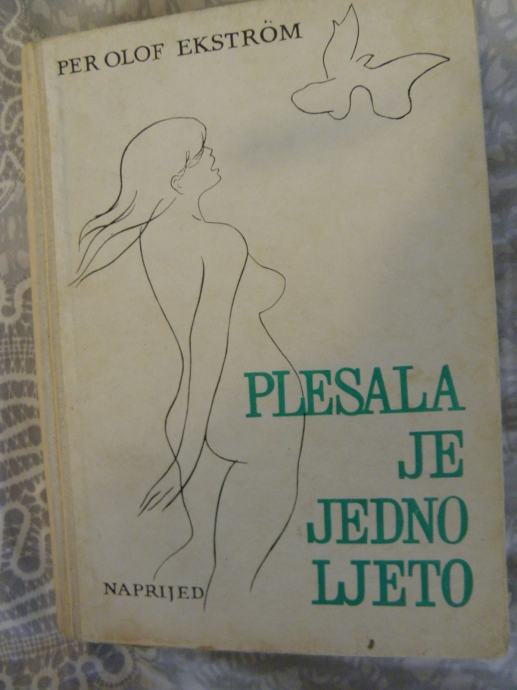 PER OLOF EKSTRÖM
PLESALA
JE
JEDNO
LJETO
NAPRIJED